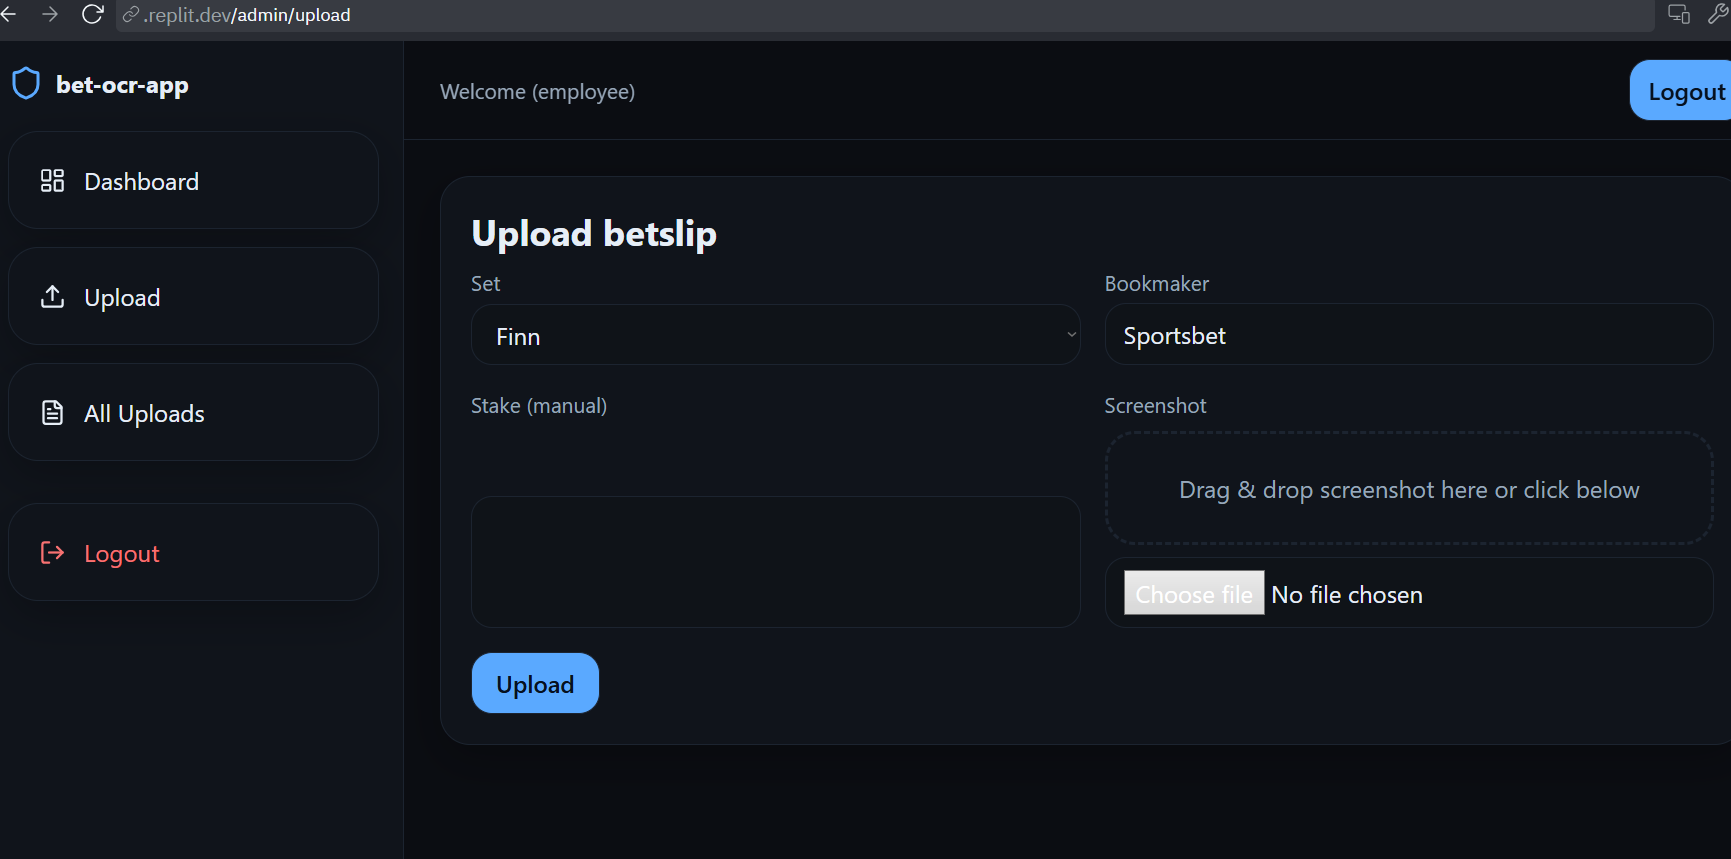 .replit.dev/admin/upload
bet-ocr-app
Dashboard
Upload
All Uploads
Logout
Welcome (employee)
Logout
Upload betslip
Set
Finn
Bookmaker
Sportsbet
Stake (manual)
Screenshot
Drag & drop screenshot here or click below
Choose file No file chosen
Upload